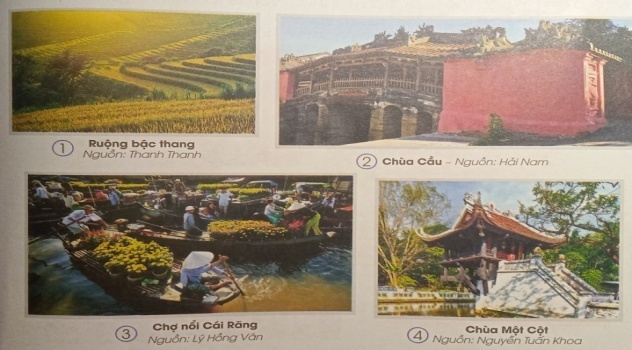 1 Ruộng bậc thang
Nguồn: Thanh Thanh
2 Chùa Cầu – Nguồn: Hải Nam
3 Chợ nổi Cái Răng
Nguồn: Lý Hồng Vân
4 Chùa Một Cột
Nguồn: Nguyễn Tuấn Khoa